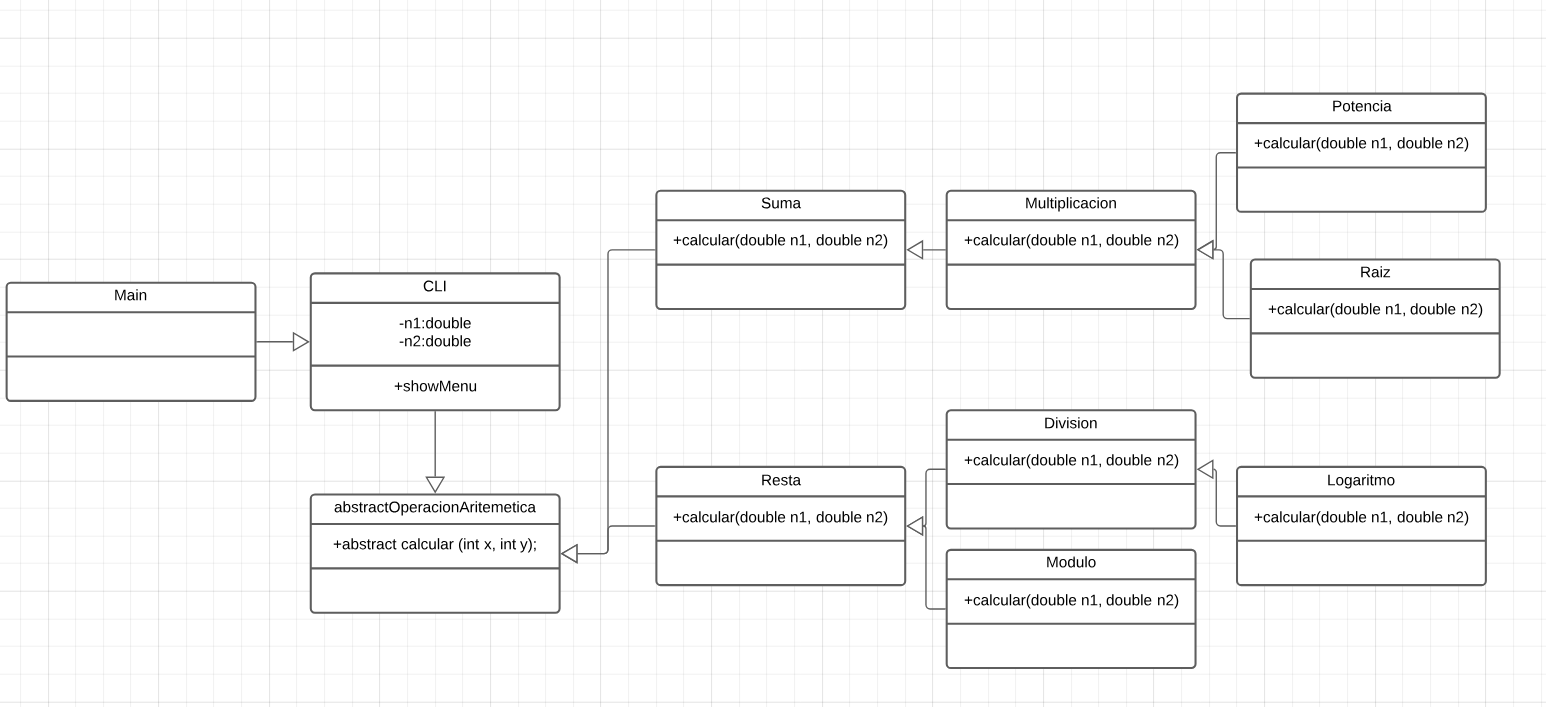 Main
CLI
-n1:double
-n2:double
+showMenu
abstractOperacionAritemetica
+abstract calcular (int x, int y);
Suma
+calcular(double n1, double n2)
Multiplicacion
+calcular(double n1, double n2)
Potencia
+calcular(double n1, double n2)
Raiz
+calcular(double n1, double n2)
Resta
+calcular(double n1, double n2)
Division
+calcular(double n1, double n2)
Modulo
+calcular(double n1, double n2)
Logaritmo
+calcular(double n1, double n2)